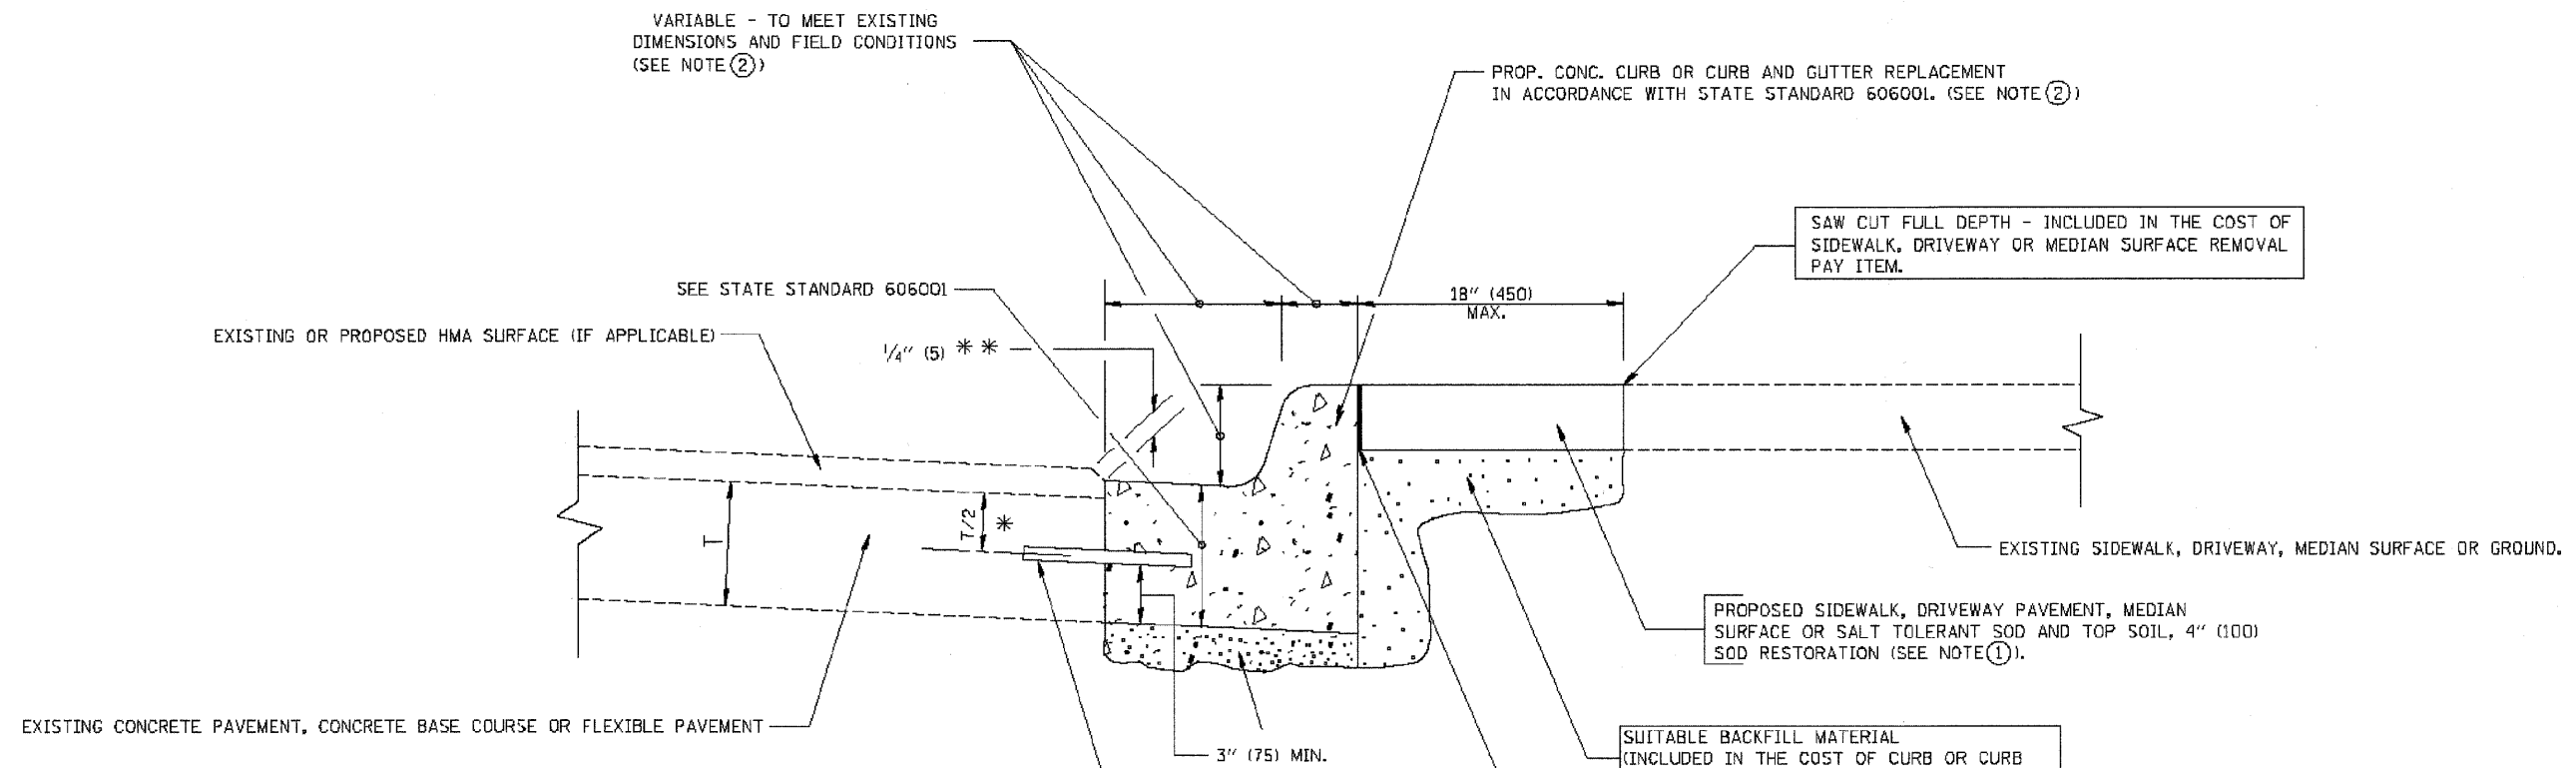 VARIABLE - TO MEET EXISTING
DIMENSIONS AND FIELD CONDITIONS
(SEE NOTE ②)
PROP. CONC. CURB OR CURB AND GUTTER REPLACEMENT
IN ACCORDANCE WITH STATE STANDARD 606001. (SEE NOTE ②)
SAW CUT FULL DEPTH - INCLUDED IN THE COST OF
SIDEWALK, DRIVEWAY OR MEDIAN SURFACE REMOVAL
PAY ITEM.
SEE STATE STANDARD 606001
18" (450)
MAX.
EXISTING OR PROPOSED HMA SURFACE (IF APPLICABLE)
1/4" (5) * *
T
T/2 *
EXISTING SIDEWALK, DRIVEWAY, MEDIAN SURFACE OR GROUND.
PROPOSED SIDEWALK, DRIVEWAY PAVEMENT, MEDIAN
SURFACE OR SALT TOLERANT SOD AND TOP SOIL, 4" (100)
SOD RESTORATION (SEE NOTE ①).
EXISTING CONCRETE PAVEMENT, CONCRETE BASE COURSE OR FLEXIBLE PAVEMENT
3" (75) MIN.
SUITABLE BACKFILL MATERIAL
(INCLUDED IN THE COST OF CURB OR CURB